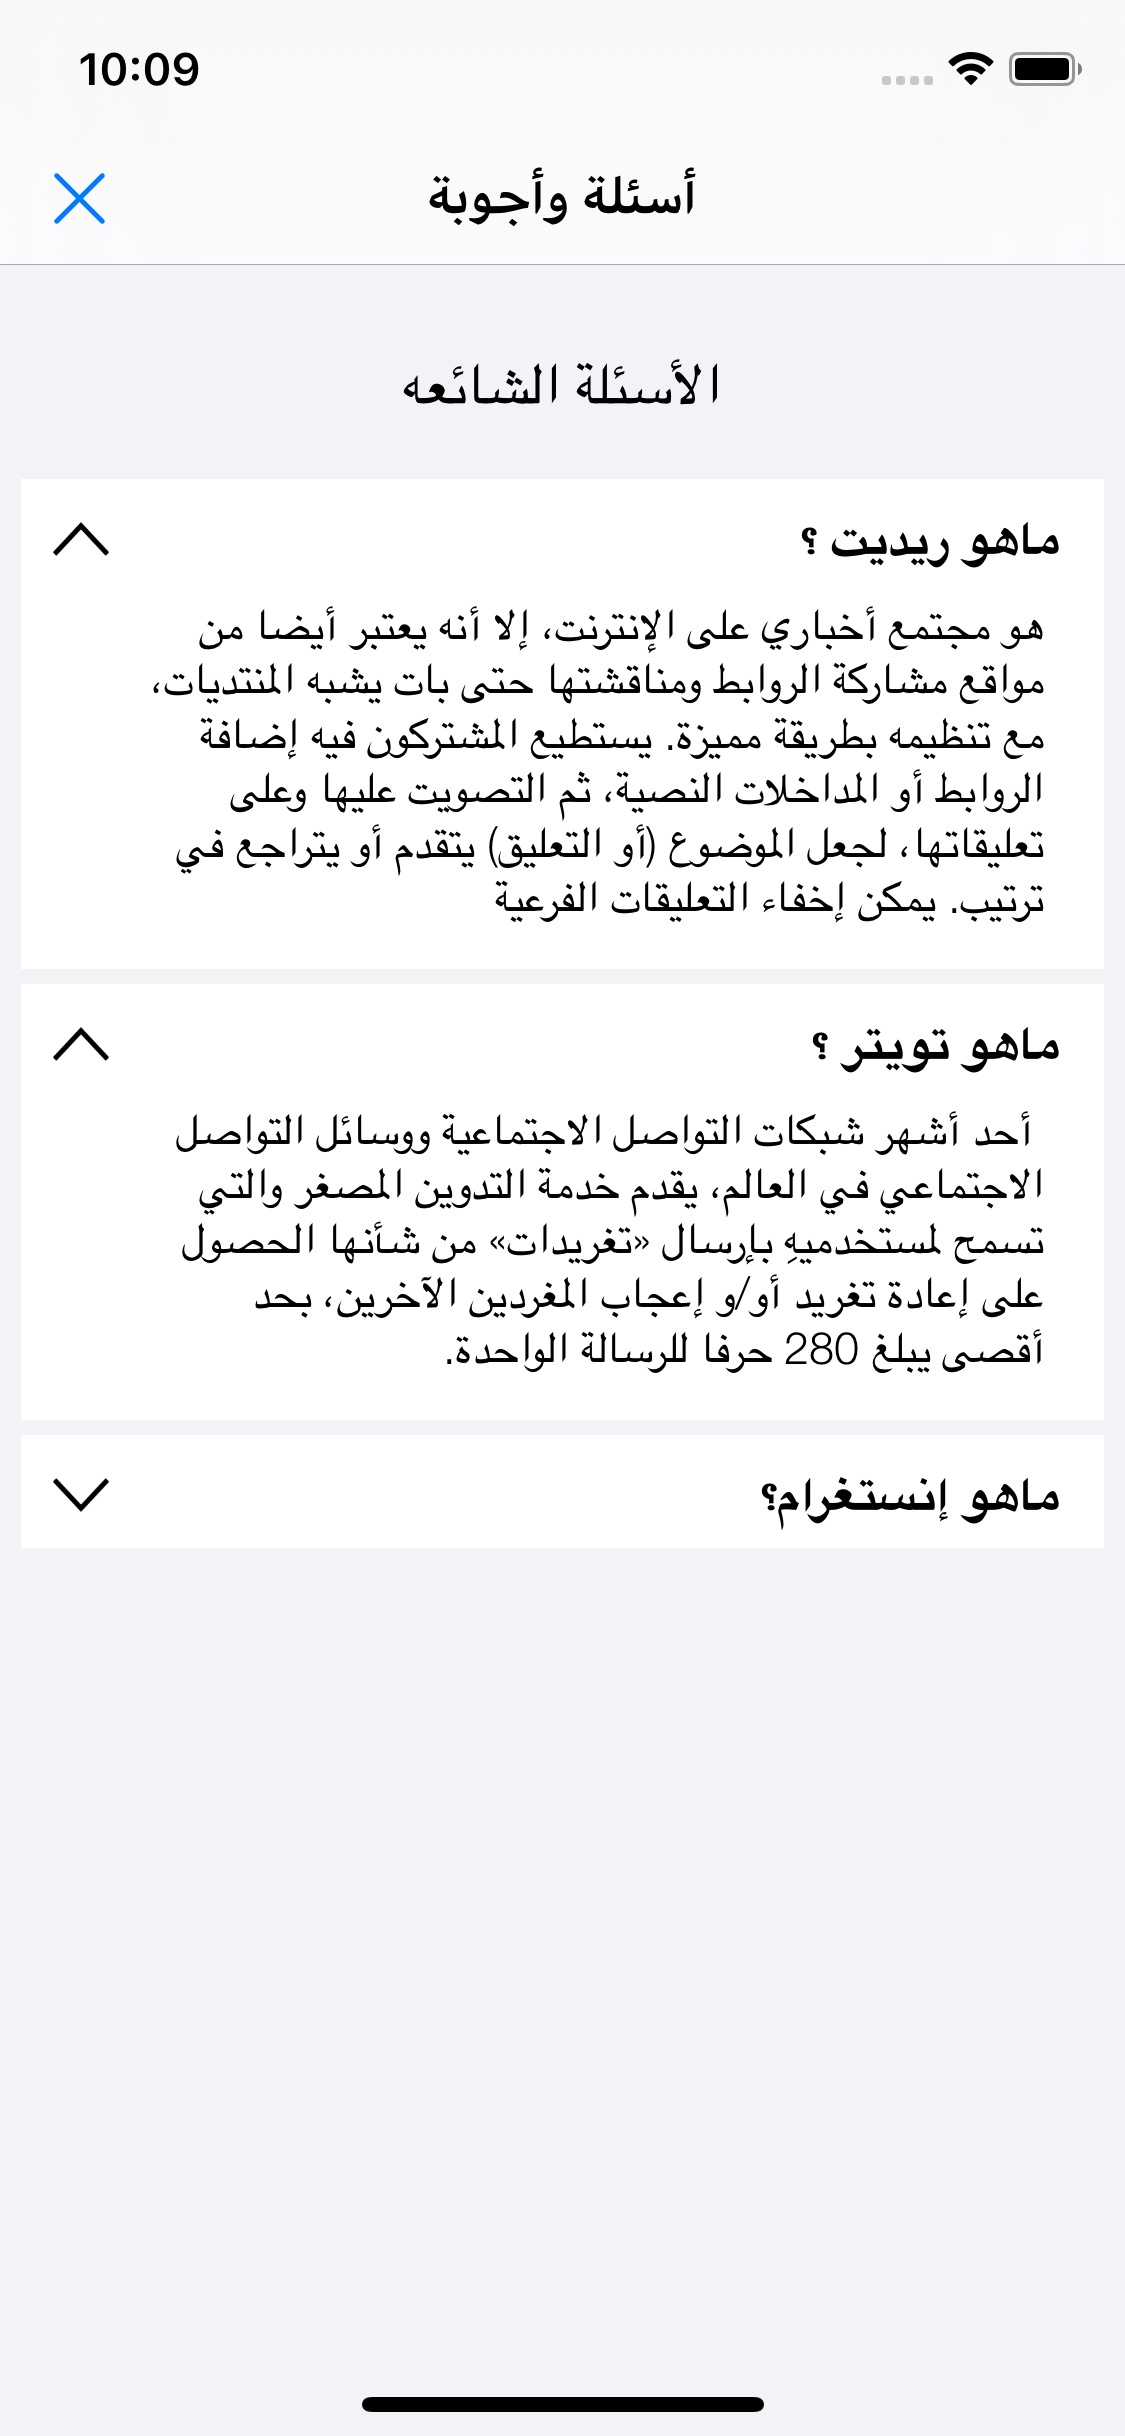 10:09
أسئلة وأجوبة
الأسئلة الشائعه
ماهو ريديت ؟
هو مجتمع أخباري على الإنترنت، إلا أنه يعتبر أيضا من
مواقع مشاركة الروابط ومناقشتها حتى بات يشبه المنتديات،
مع تنظيمه بطريقة مميزة. يستطيع المشتركون فيه إضافة
الروابط أو المداخلات النصية، ثم التصويت عليها وعلى
تعليقاتها، لجعل الموضوع (أو التعليق) يتقدم أو يتراجع في
ترتيب. يمكن إخفاء التعليقات الفرعية
ماهو تويتر ؟
أحد أشهر شبكات التواصل الاجتماعية ووسائل التواصل
الاجتماعي في العالم، يقدم خدمة التدوين المصغر والتي
تسمح لمستخدميهِ بإرسال «تغريدات» من شأنها الحصول
على إعادة تغريد أو/و إعجاب المغردين الآخرين، بحد
أقصى يبلغ 280 حرفا للرسالة الواحدة.
ماهو إنستغرام؟